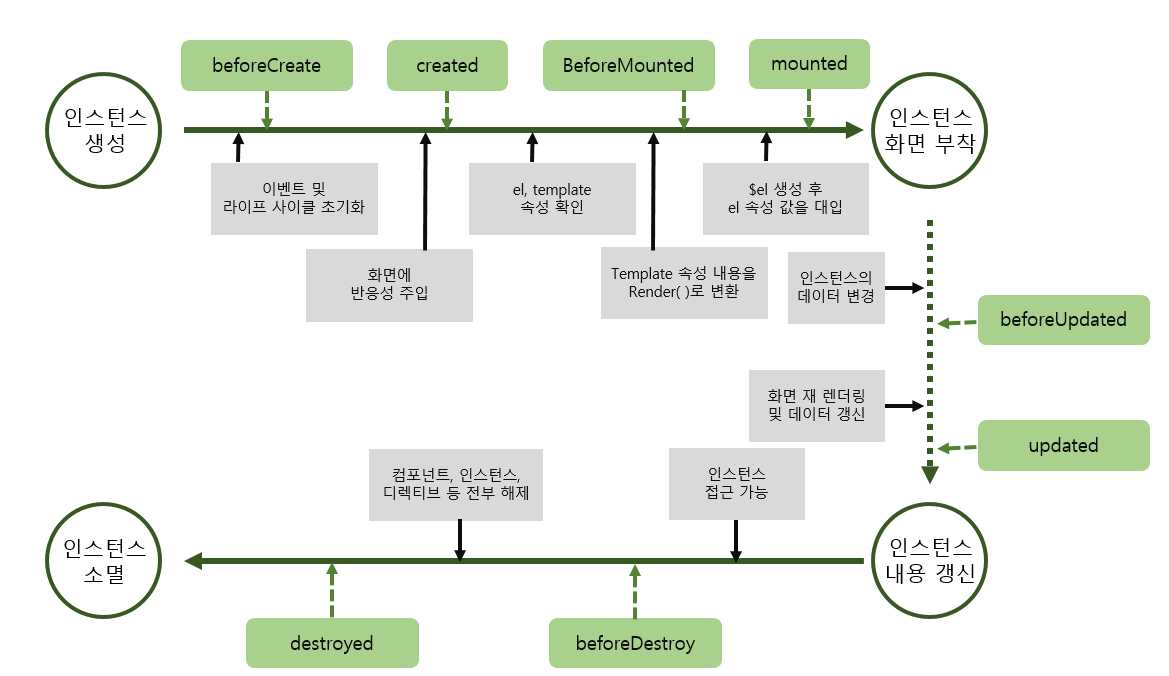 beforeCreate
created
BeforeMounted
mounted
인스턴스
생성
인스턴스
화면 부착
이벤트 및
라이프 사이클 초기화
el, template
속성 확인
$el 생성 후
el 속성 값을 대입
화면에
반응성 주입
Template 속성 내용을
Render( )로 변환
인스턴스의
데이터 변경
beforeUpdated
화면 재 렌더링
및 데이터 갱신
updated
컴포넌트, 인스턴스,
디렉티브 등 전부 해제
인스턴스
접근 가능
인스턴스
소멸
인스턴스
내용 갱신
destroyed
beforeDestroy